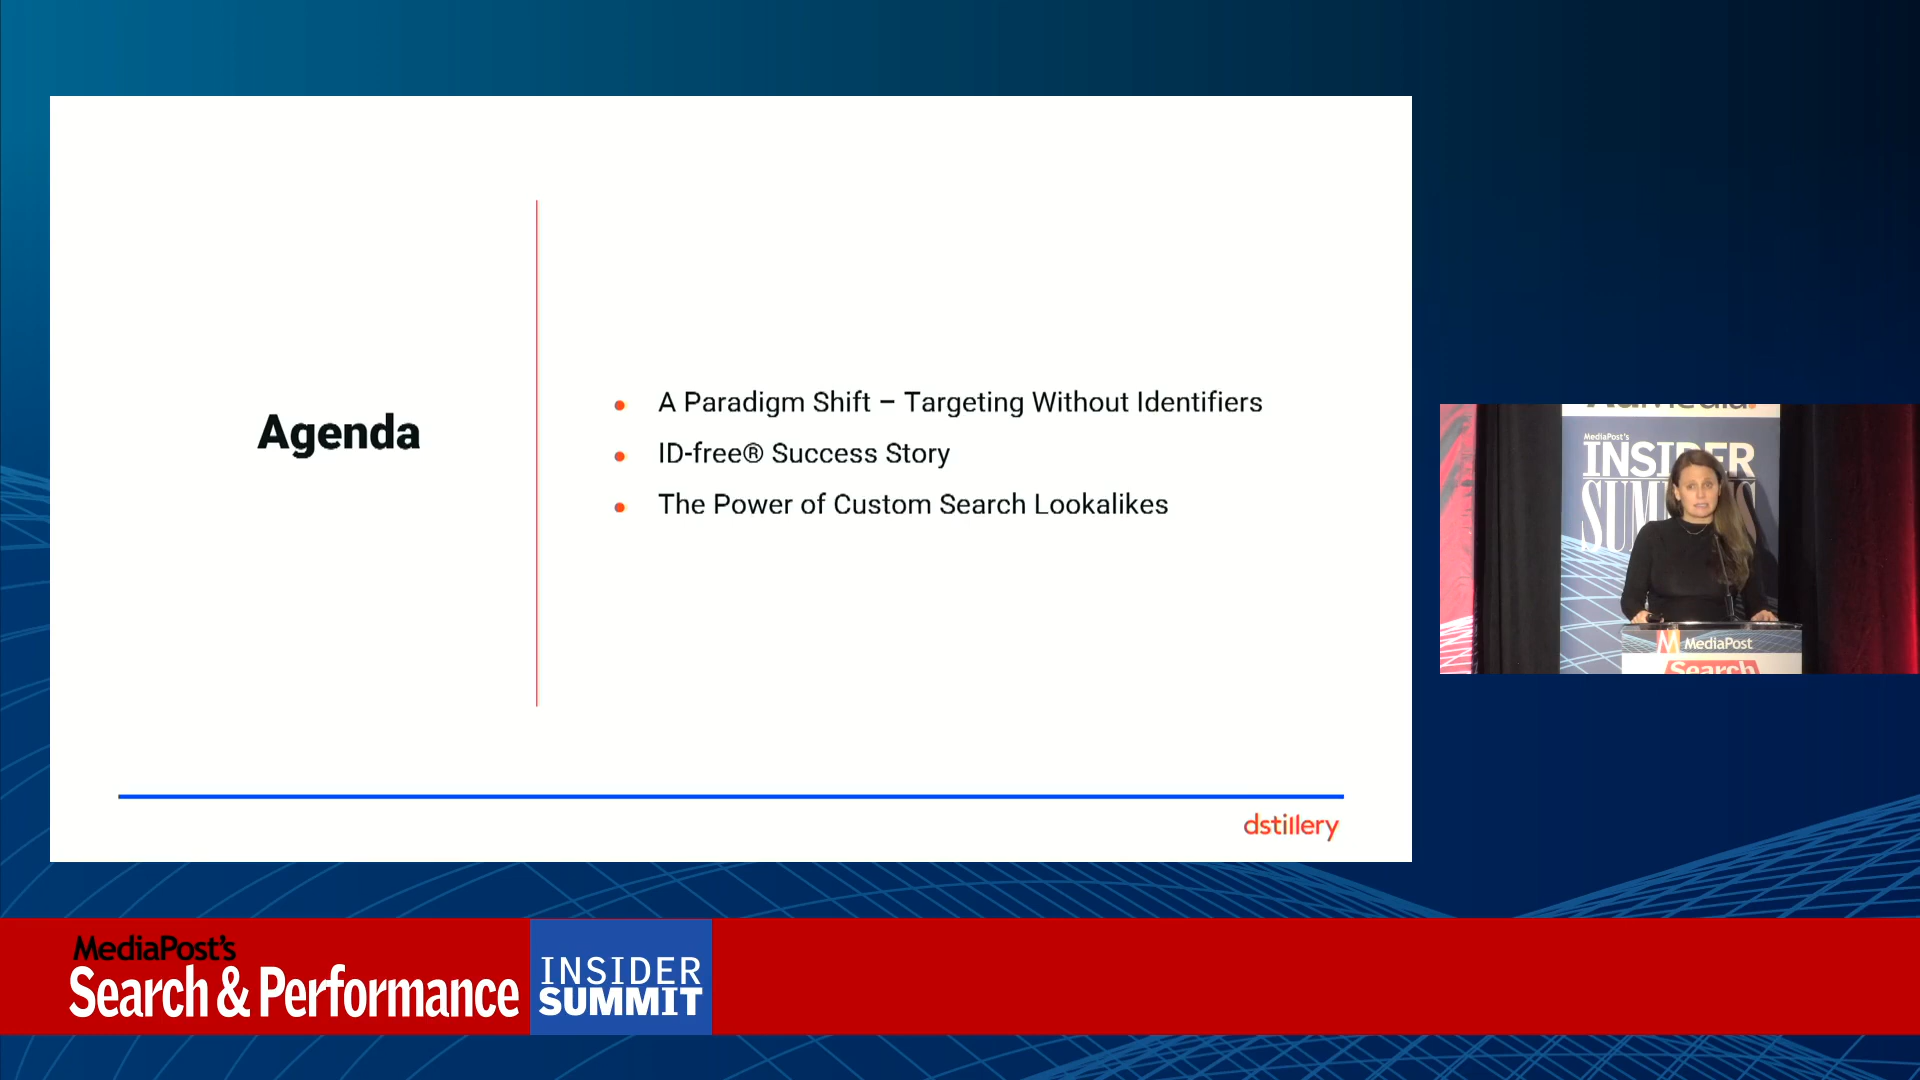 Agenda
A Paradigm Shift – Targeting Without Identifiers
ID-free® Success Story
The Power of Custom Search Lookalikes
dstillery
MediaPost's
INSIDER
MediaPost
Search
MediaPost's
Search & Performance
INSIDER
SUMMIT